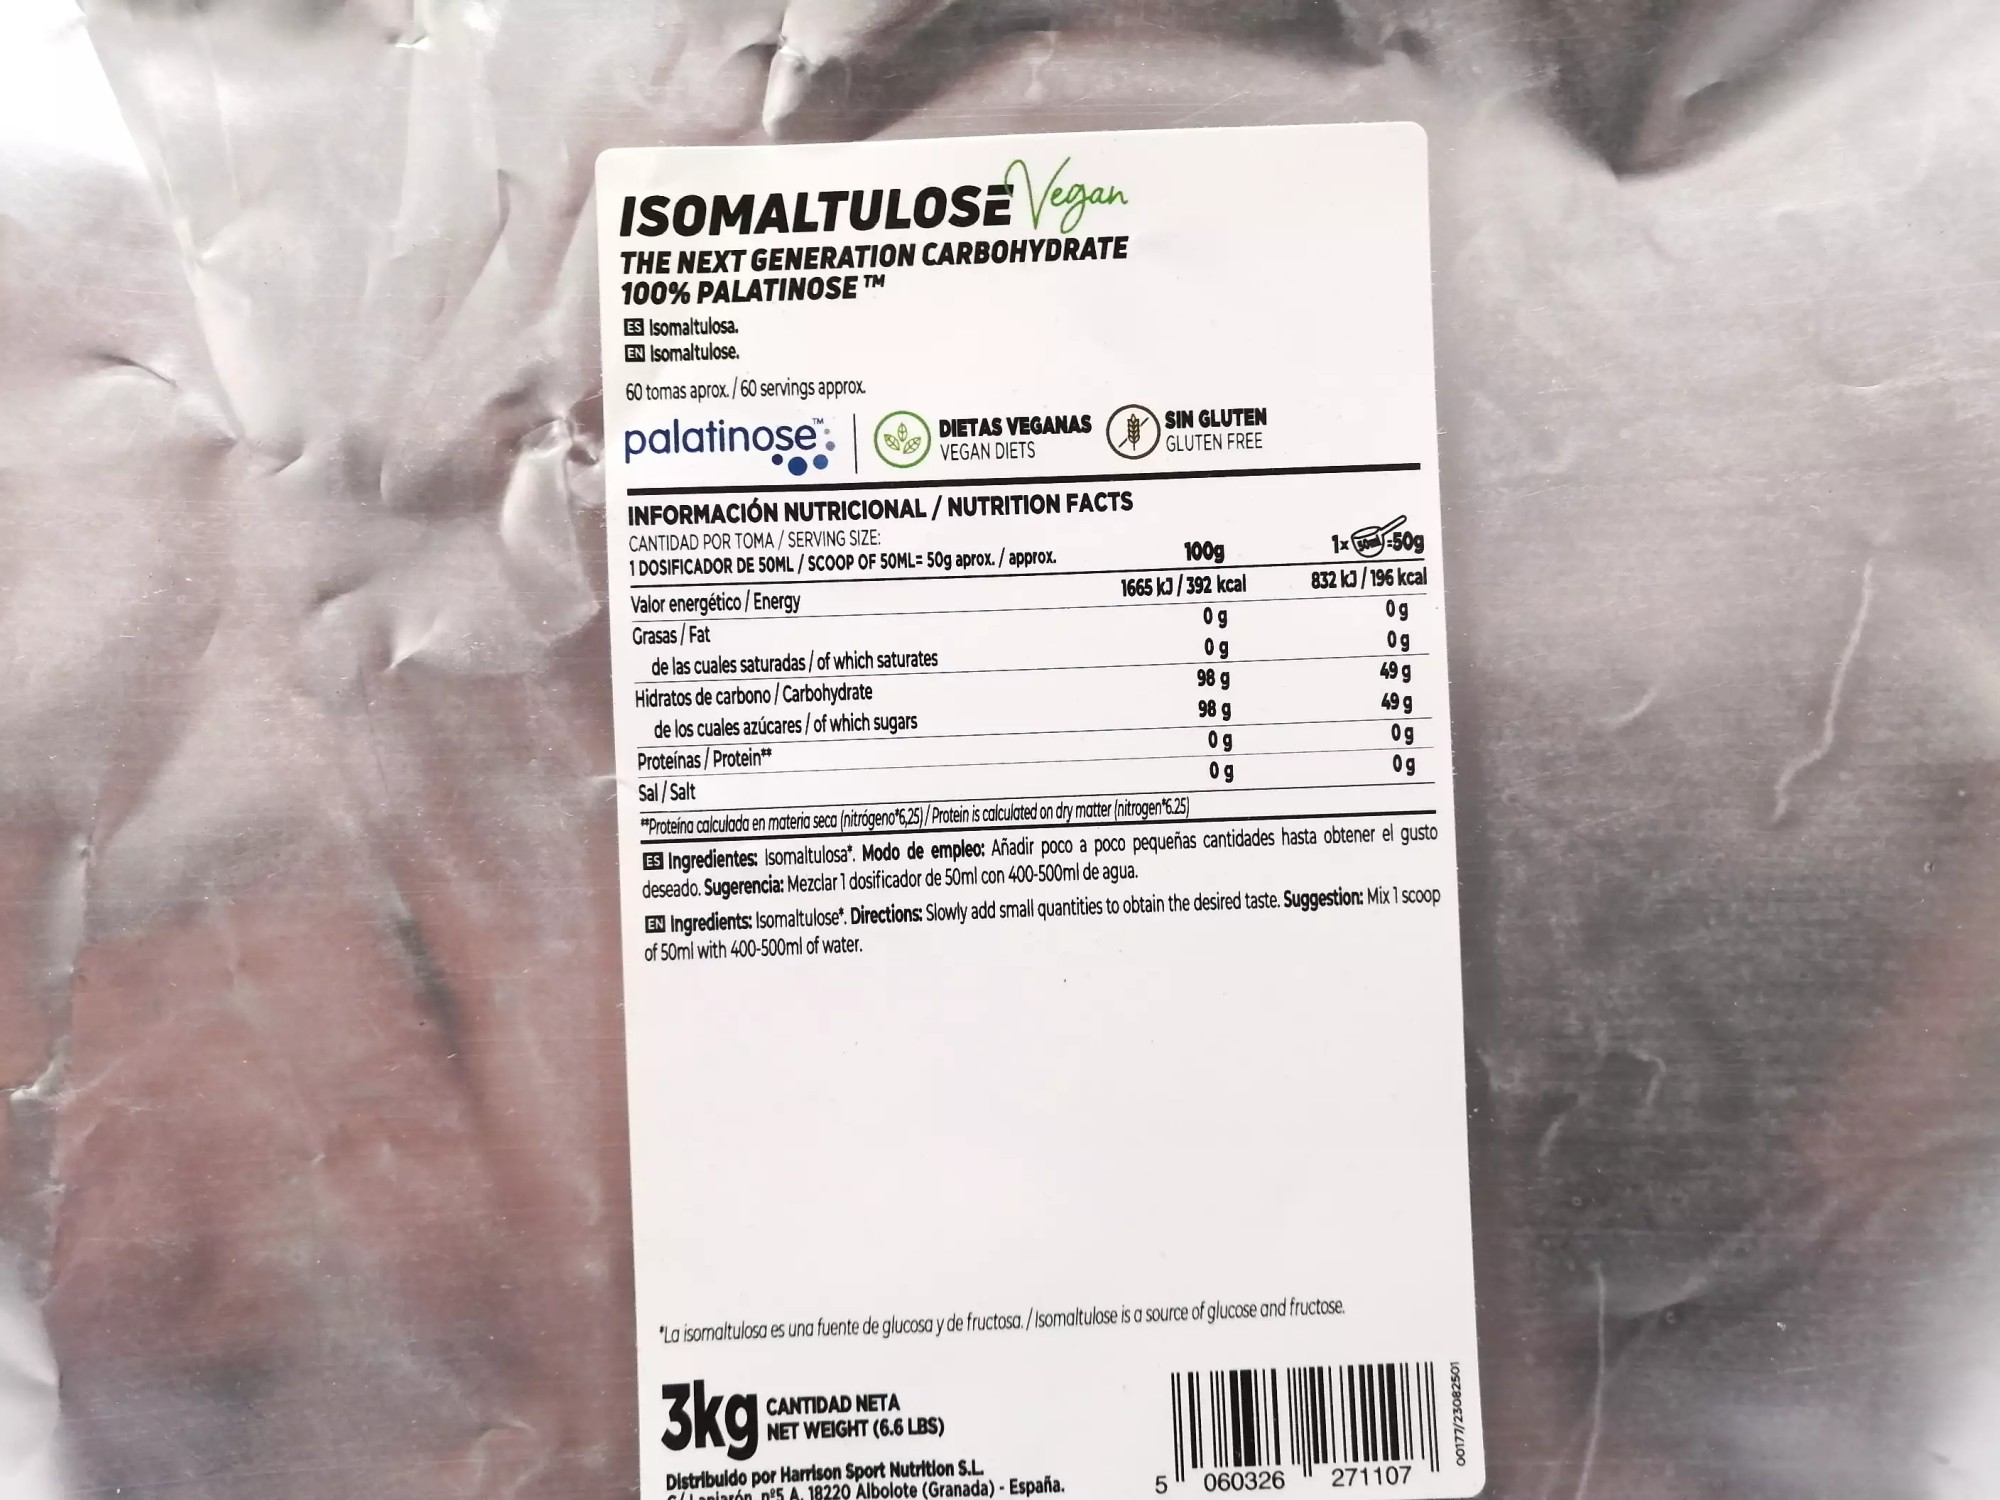 ISOMALTULOSE Vegan
THE NEXT GENERATION CARBOHYDRATE
100% PALATINOSE™
ES Isomaltulosa.
EN Isomaltulose.
60 tomas aprox. / 60 servings approx.
palatinose™
DIETAS VEGANAS
VEGAN DIETS
SIN GLUTEN
GLUTEN FREE
INFORMACIÓN NUTRICIONAL / NUTRITION FACTS
CANTIDAD POR TOMA / SERVING SIZE:
1 DOSIFICADOR DE 50ML / SCOOP OF 50ML= 50g aprox. / approx. 100g 1x 50ml =50g
Valor energético / Energy 1665 kJ / 392 kcal 832 kJ / 196 kcal
Grasas / Fat 0 g 0 g
de las cuales saturadas / of which saturates 0 g 0 g
Hidratos de carbono / Carbohydrate 98 g 49 g
de los cuales azúcares / of which sugars 98 g 49 g
Proteínas / Protein** 0 g 0 g
Sal / Salt 0 g 0 g
**Proteína calculada en materia seca (nitrógeno*6,25) / Protein is calculated on dry matter (nitrogen*6.25)
ES Ingredientes: Isomaltulosa*. Modo de empleo: Añadir poco a poco pequeñas cantidades hasta obtener el gusto
deseado. Sugerencia: Mezclar 1 dosificador de 50ml con 400-500ml de agua.
EN Ingredients: Isomaltulose*. Directions: Slowly add small quantities to obtain the desired taste. Suggestion: Mix 1 scoop
of 50ml with 400-500ml of water.
*La isomaltulosa es una fuente de glucosa y de fructosa. / Isomaltulose is a source of glucose and fructose.
3kg CANTIDAD NETA
NET WEIGHT (6.6 LBS)
Distribuido por Harrison Sport Nutrition S.L.
nº5 A, 18220 Albolote (Granada) - España.
5 060326 271107
00177/23082501